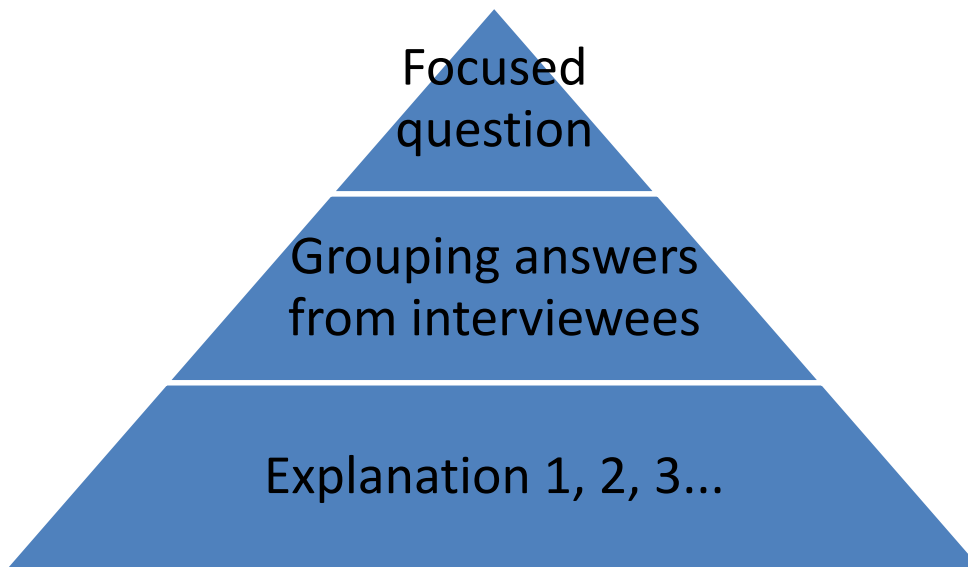 Focused
question
Grouping answers
from interviewees
Explanation 1, 2, 3...